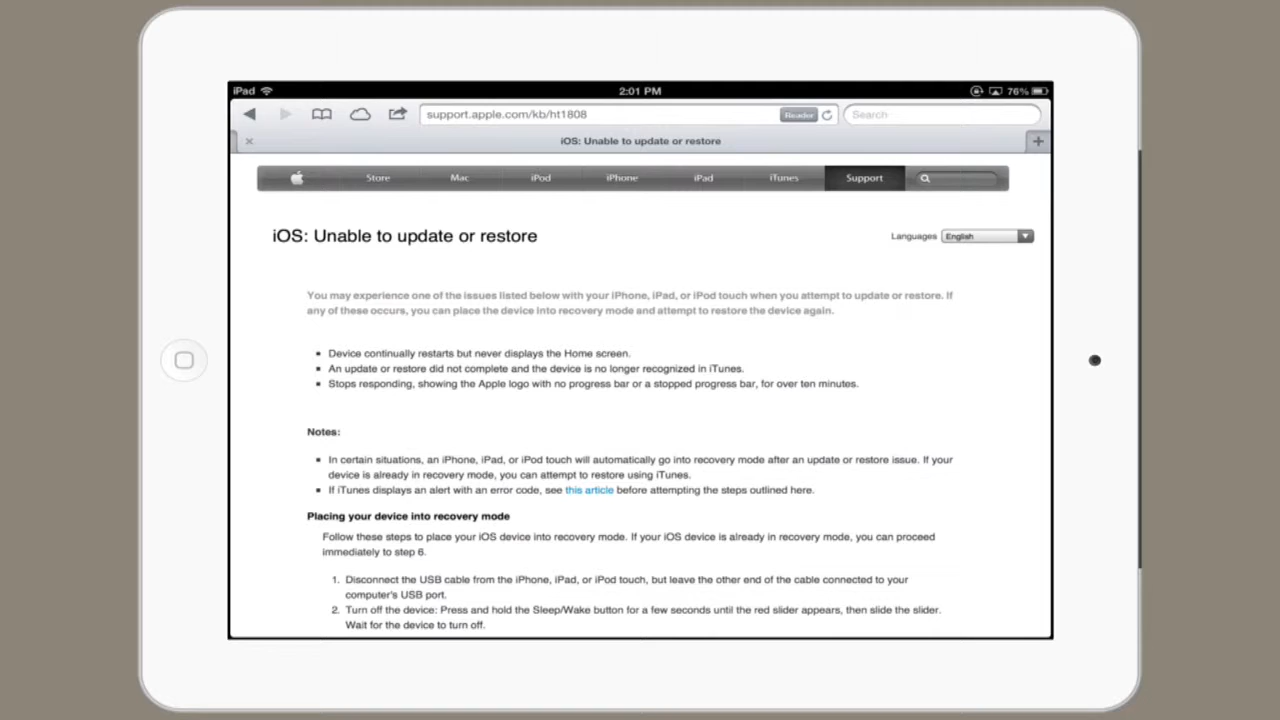 iPad 2:01 PM 76%
support.apple.com/kb/ht1808 Reader Search
iOS: Unable to update or restore
Store Mac iPod iPhone iPad iTunes Support
iOS: Unable to update or restore Languages English
You may experience one of the issues listed below with your iPhone, iPad, or iPod touch when you attempt to update or restore. If
any of these occurs, you can place the device into recovery mode and attempt to restore the device again.
Device continually restarts but never displays the Home screen.
An update or restore did not complete and the device is no longer recognized in iTunes.
Stops responding, showing the Apple logo with no progress bar or a stopped progress bar, for over ten minutes.
Notes:
In certain situations, an iPhone, iPad, or iPod touch will automatically go into recovery mode after an update or restore issue. If your
device is already in recovery mode, you can attempt to restore using iTunes.
If iTunes displays an alert with an error code, see this article before attempting the steps outlined here.
Placing your device into recovery mode
Follow these steps to place your iOS device into recovery mode. If your iOS device is already in recovery mode, you can proceed
immediately to step 6.
1. Disconnect the USB cable from the iPhone, iPad, or iPod touch, but leave the other end of the cable connected to your
computer's USB port.
2. Turn off the device: Press and hold the Sleep/Wake button for a few seconds until the red slider appears, then slide the slider.
Wait for the device to turn off.